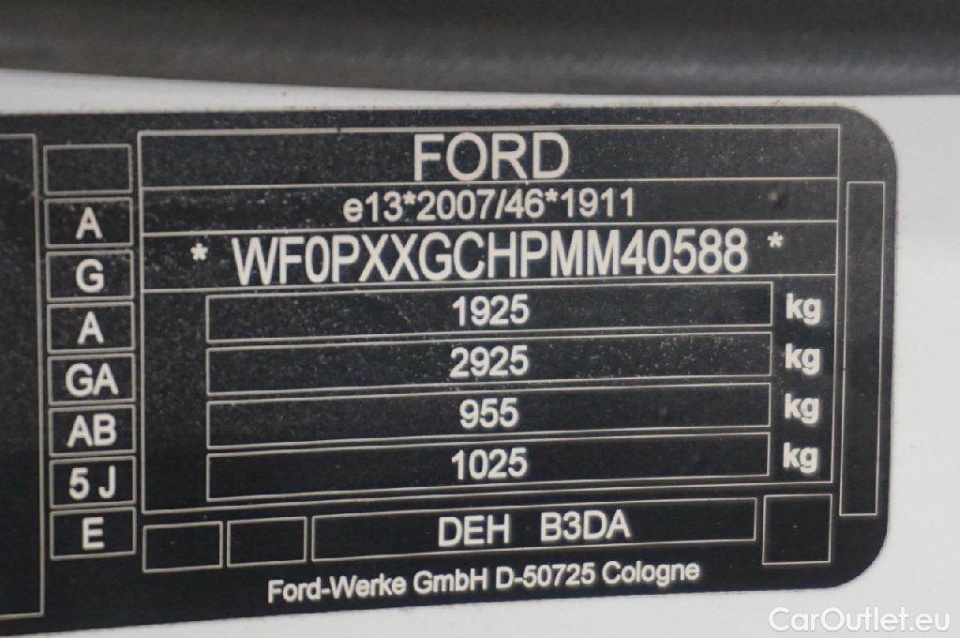 FORD
e13*2007/46*1911
* WF0PXXGCHPMM40588 *
1925 kg
2925 kg
955 kg
1025 kg
A
G
A
GA
AB
5 J
E
DEH B3DA
Ford-Werke GmbH D-50725 Cologne
CarOutlet.eu